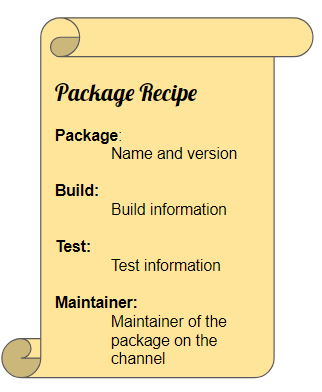 Package Recipe
Package:
Name and version
Build:
Build information
Test:
Test information
Maintainer:
Maintainer of the
package on the
channel